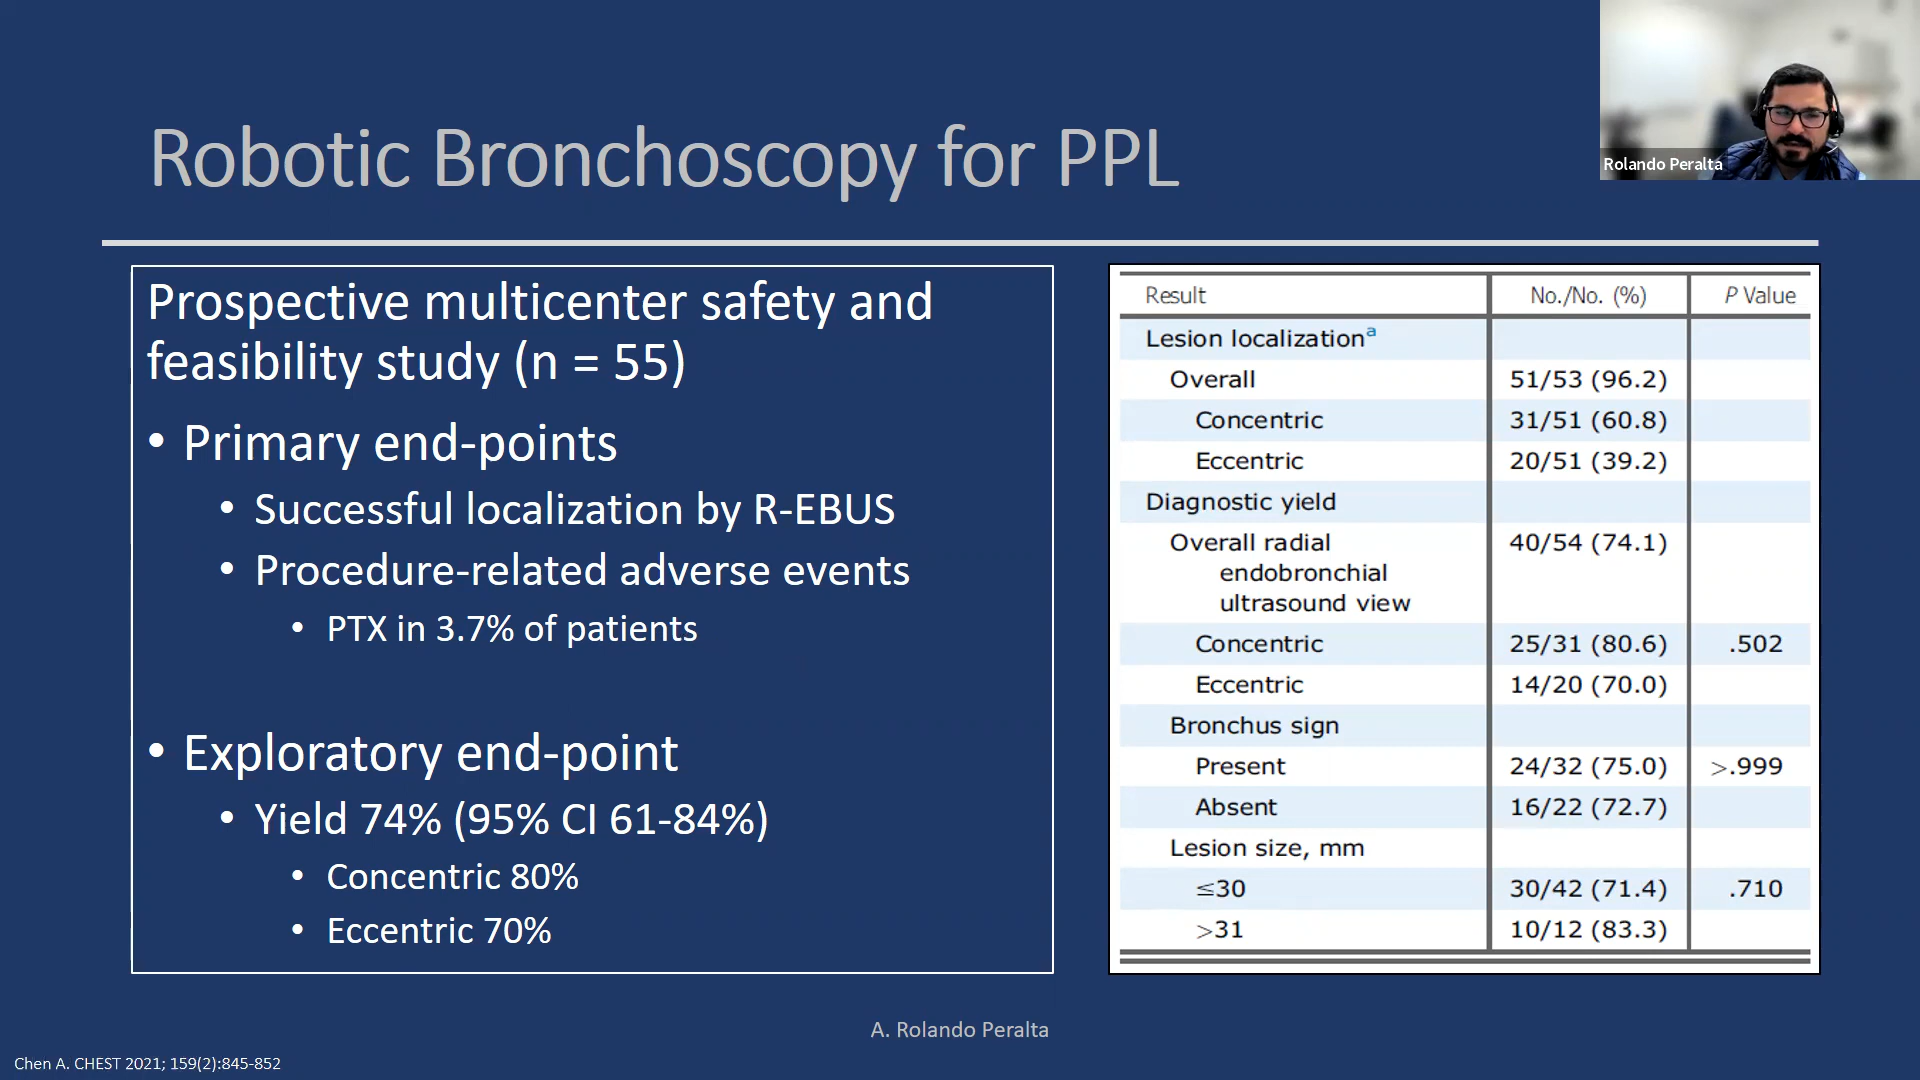 Robotic Bronchoscopy for PPL
Rolando Peralta
Prospective multicenter safety and
feasibility study (n = 55)
• Primary end-points
• Successful localization by R-EBUS
• Procedure-related adverse events
• PTX in 3.7% of patients
• Exploratory end-point
• Yield 74% (95% CI 61-84%)
• Concentric 80%
• Eccentric 70%
Result No./No. (%) P Value
Lesion localizationa
Overall 51/53 (96.2)
Concentric 31/51 (60.8)
Eccentric 20/51 (39.2)
Diagnostic yield
Overall radial 40/54 (74.1)
endobronchial
ultrasound view
Concentric 25/31 (80.6) .502
Eccentric 14/20 (70.0)
Bronchus sign
Present 24/32 (75.0) >.999
Absent 16/22 (72.7)
Lesion size, mm
≤30 30/42 (71.4) .710
>31 10/12 (83.3)
A. Rolando Peralta
Chen A. CHEST 2021; 159(2):845-852